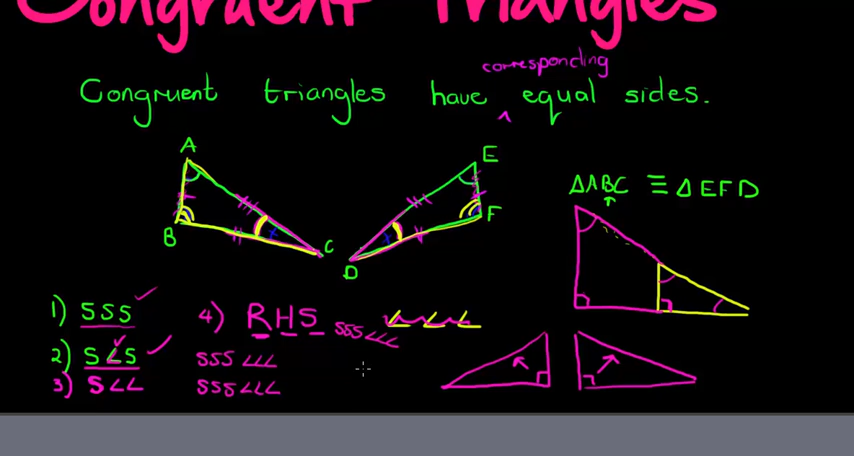 Congruent Triangles
corresponding
Congruent triangles have ^ equal sides.
A
E
B
C
D
F
x
x
ΔABC ≡ ΔEFD
↑
1) SSS ✓
2) S∠S ✓
3) S∠∠
4) RHS
SSS∠∠∠
∠∠∠
SSS ∠∠∠
SSS ∠∠∠